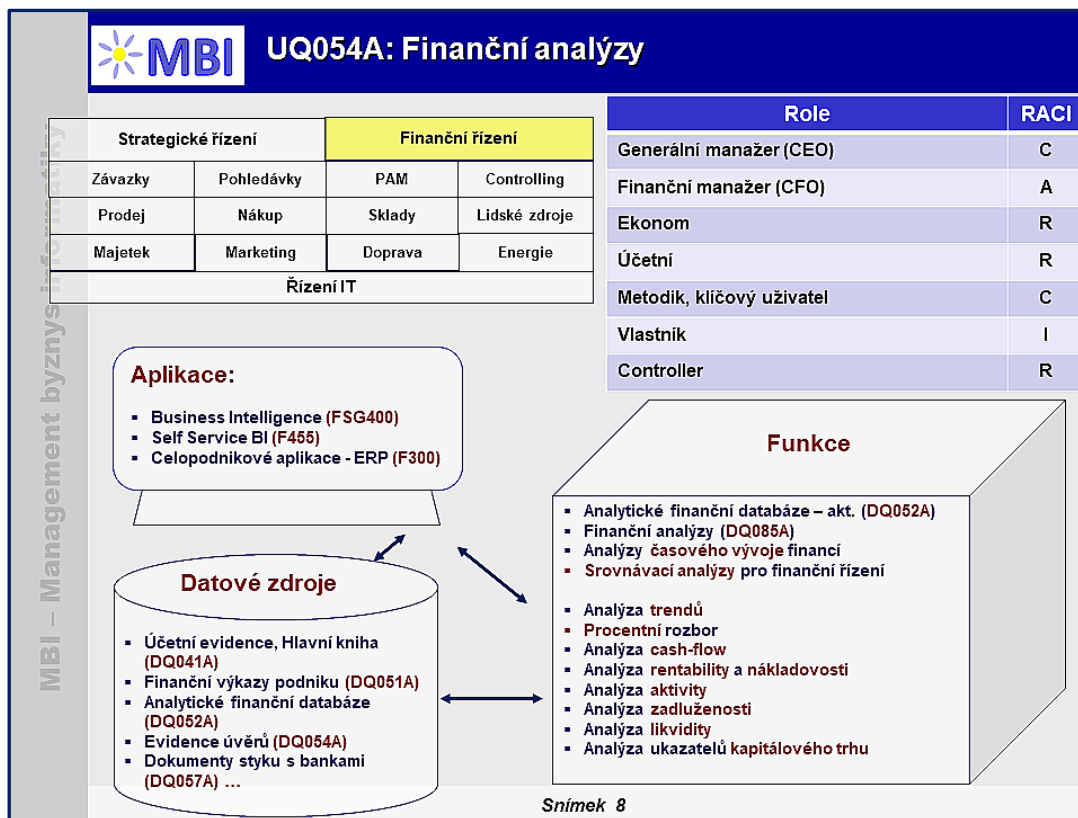 MBI
UQ054A: Finanční analýzy
MBI – Management byznys informatiky
Strategické řízení Finanční řízení
Závazky Pohledávky PAM Controlling
Prodej Nákup Sklady Lidské zdroje
Majetek Marketing Doprava Energie
Řízení IT
Role RACI
Generální manažer (CEO) C
Finanční manažer (CFO) A
Ekonom R
Účetní R
Metodik, klíčový uživatel C
Vlastník I
Controller R
Aplikace:
Business Intelligence (FSG400)
Self Service BI (F455)
Celopodnikové aplikace - ERP (F300)
Datové zdroje
Účetní evidence, Hlavní kniha
(DQ041A)
Finanční výkazy podniku (DQ051A)
Analytické finanční databáze
(DQ052A)
Evidence úvěrů (DQ054A)
Dokumenty styku s bankami
(DQ057A) …
Funkce
Analytické finanční databáze – akt. (DQ052A)
Finanční analýzy (DQ085A)
Analýzy časového vývoje financí
Srovnávací analýzy pro finanční řízení
Analýza trendů
Procentní rozbor
Analýza cash-flow
Analýza rentability a nákladovosti
Analýza aktivity
Analýza zadluženosti
Analýza likvidity
Analýza ukazatelů kapitálového trhu
Snímek 8